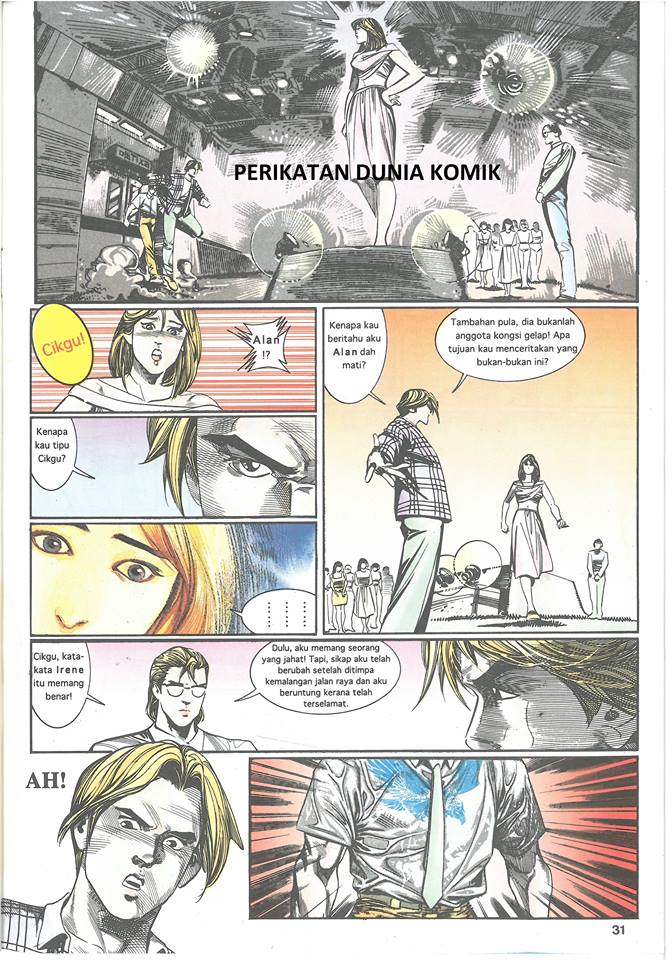 PERIKATAN DUNIA KOMIK
Cikgu!
Alan
!?
Kenapa
kau tipu
Cikgu?
Kenapa kau
beritahu aku
Alan dah
mati?
Tambahan pula, dia bukanlah
anggota kongsi gelap! Apa
tujuan kau menceritakan yang
bukan-bukan ini?
Cikgu, kata-
kata Irene
itu memang
benar!
Dulu, aku memang seorang
yang jahat! Tapi, sikap aku telah
berubah setelah ditimpa
kemalangan jalan raya dan aku
beruntung kerana telah
terselamat.
AH!
31